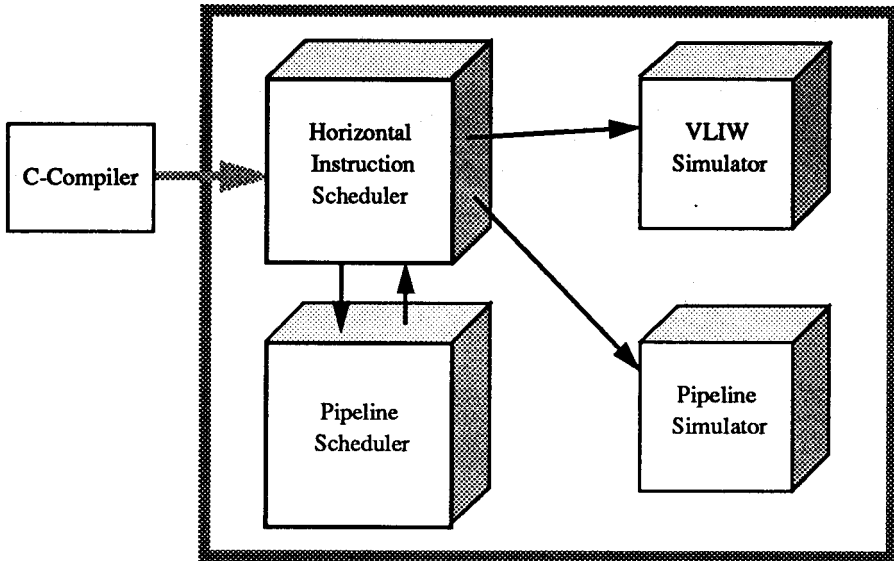 C-Compiler
Horizontal
Instruction
Scheduler
VLIW
Simulator
Pipeline
Scheduler
Pipeline
Simulator